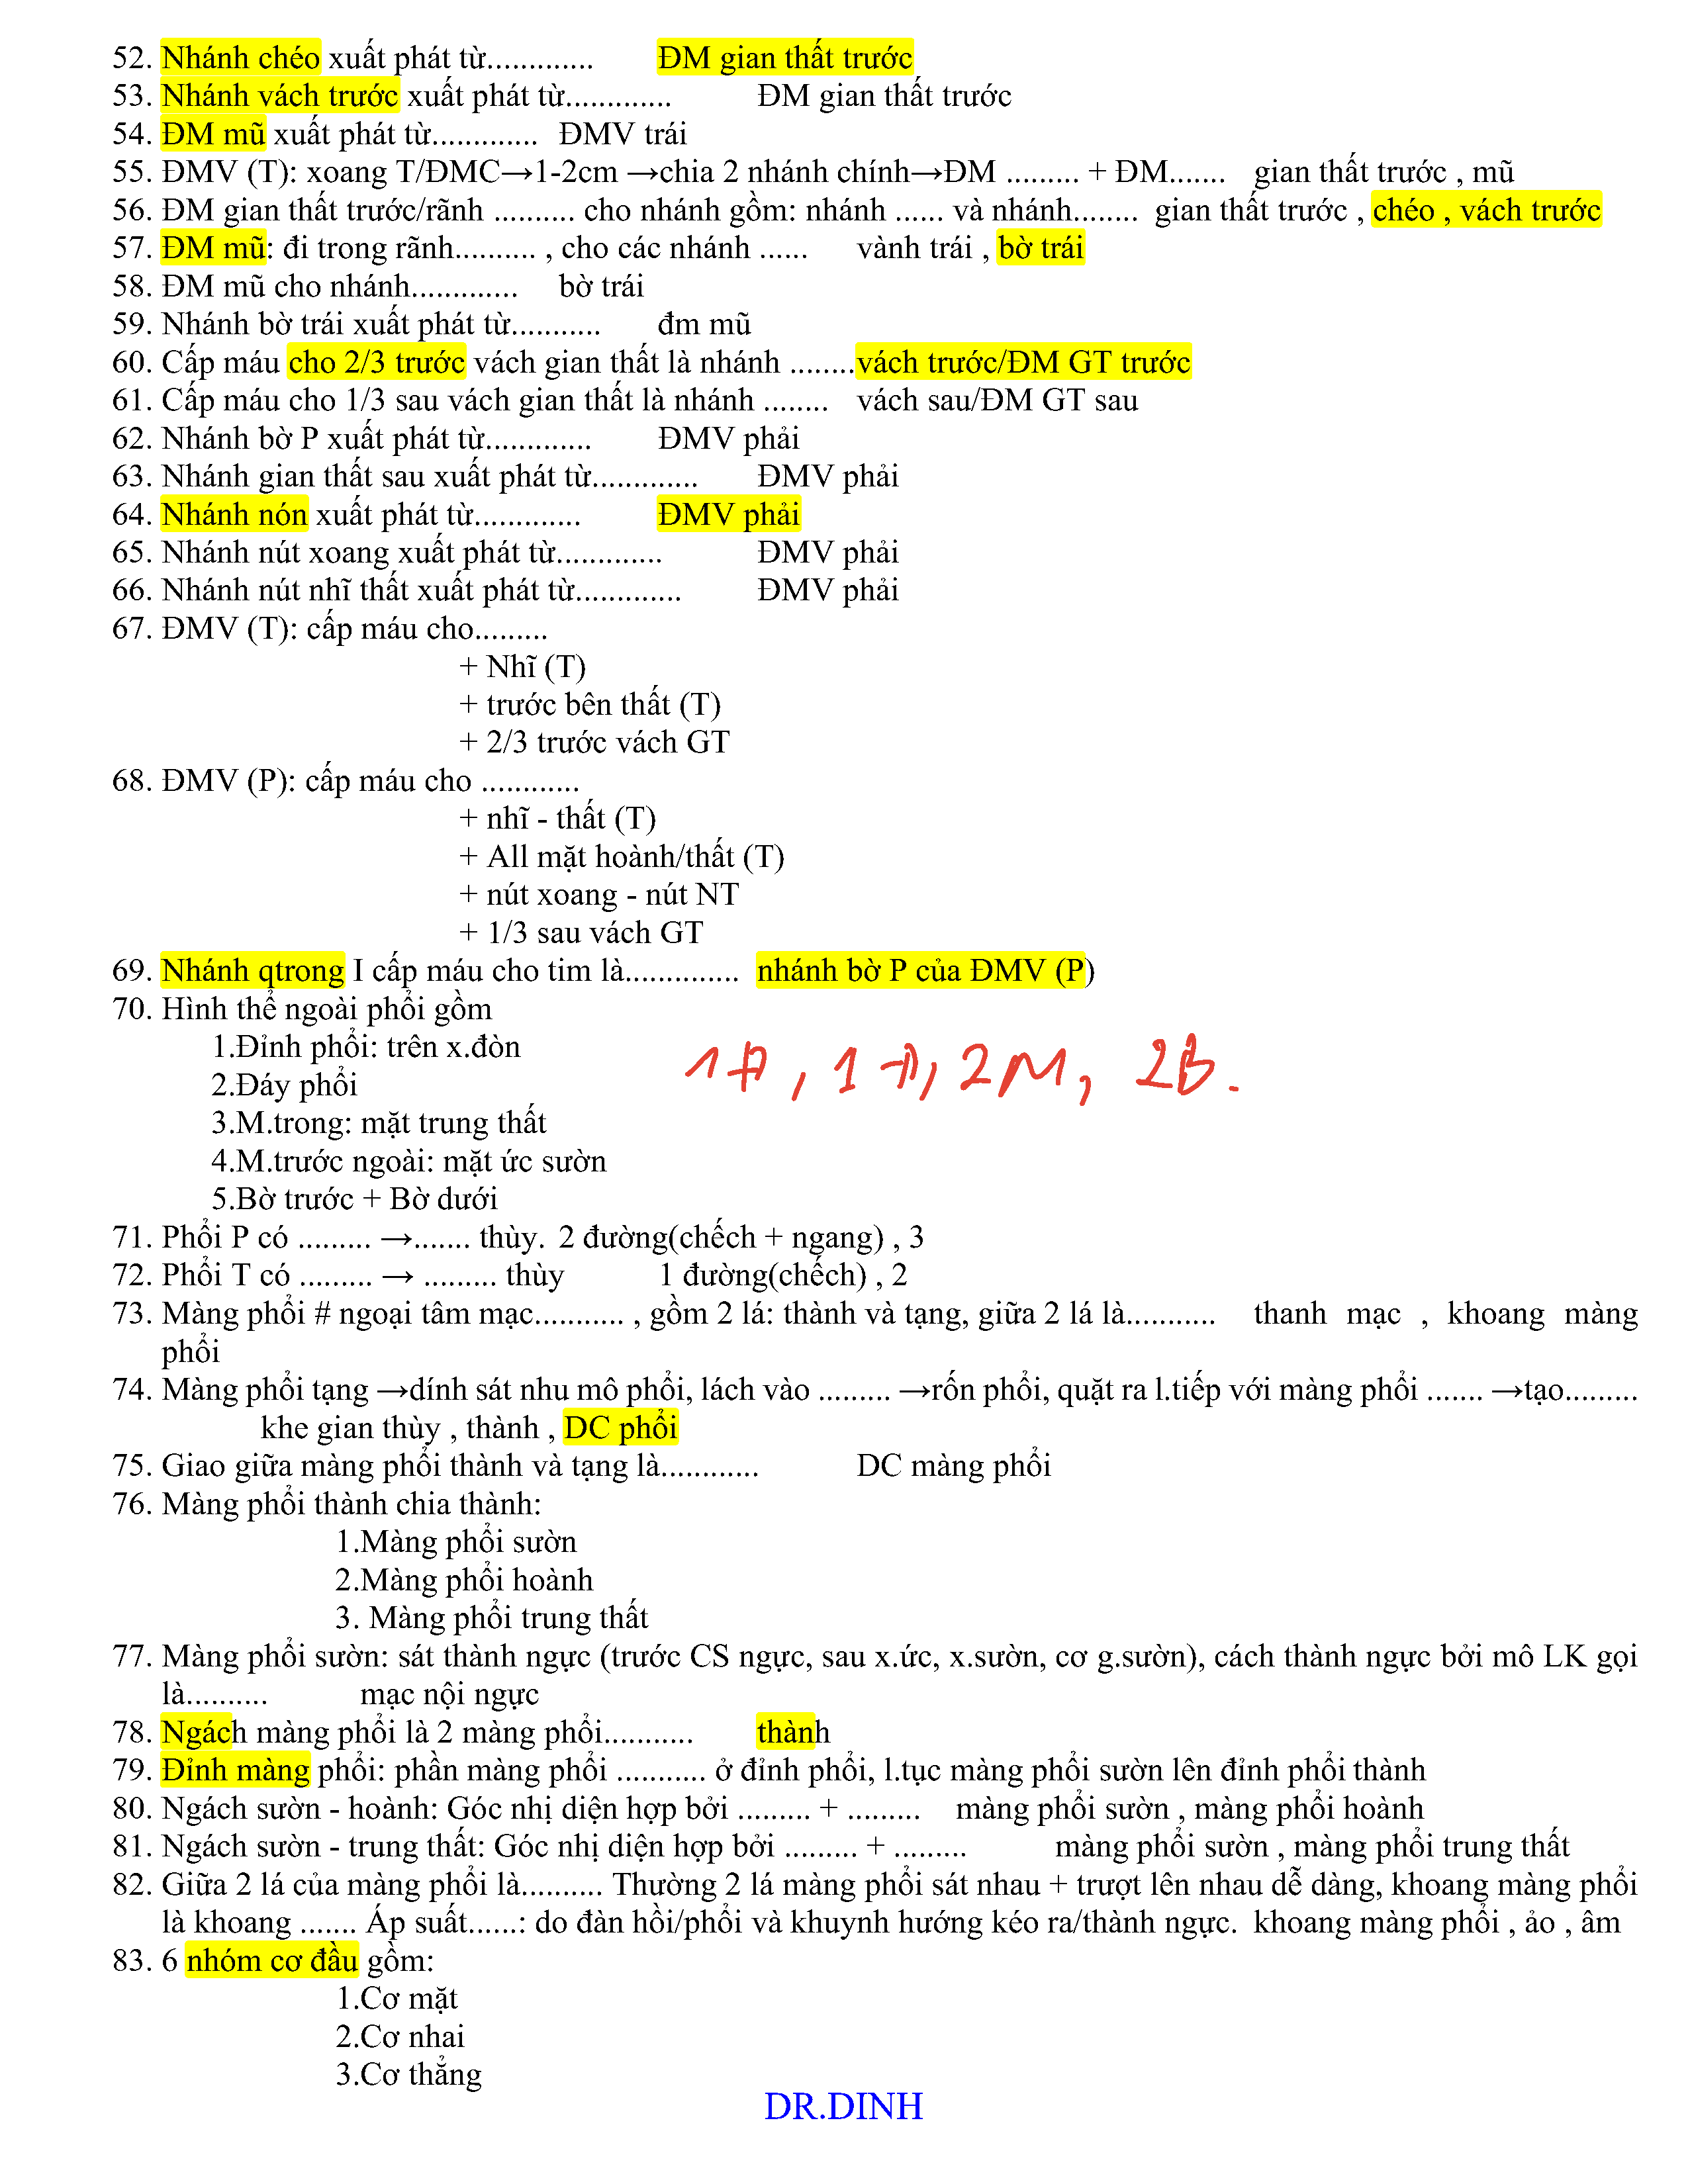 52. Nhánh chéo xuất phát từ............. ĐM gian thất trước
53. Nhánh vách trước xuất phát từ............. ĐM gian thất trước
54. ĐM mũ xuất phát từ............. ĐMV trái
55. ĐMV (T): xoang T/ĐMC→1-2cm →chia 2 nhánh chính→ĐM ......... + ĐM....... gian thất trước , mũ
56. ĐM gian thất trước/rãnh .......... cho nhánh gồm: nhánh ...... và nhánh........ gian thất trước , chéo , vách trước
57. ĐM mũ: đi trong rãnh.......... , cho các nhánh ...... vành trái , bờ trái
58. ĐM mũ cho nhánh............. bờ trái
59. Nhánh bờ trái xuất phát từ........... đm mũ
60. Cấp máu cho 2/3 trước vách gian thất là nhánh ........vách trước/ĐM GT trước
61. Cấp máu cho 1/3 sau vách gian thất là nhánh ........ vách sau/ĐM GT sau
62. Nhánh bờ P xuất phát từ............. ĐMV phải
63. Nhánh gian thất sau xuất phát từ............. ĐMV phải
64. Nhánh nón xuất phát từ............. ĐMV phải
65. Nhánh nút xoang xuất phát từ............. ĐMV phải
66. Nhánh nút nhĩ thất xuất phát từ............. ĐMV phải
67. ĐMV (T): cấp máu cho.........
+ Nhĩ (T)
+ trước bên thất (T)
+ 2/3 trước vách GT
68. ĐMV (P): cấp máu cho ............
+ nhĩ - thất (T)
+ All mặt hoành/thất (T)
+ nút xoang - nút NT
+ 1/3 sau vách GT
69. Nhánh qtrong I cấp máu cho tim là.............. nhánh bờ P của ĐMV (P)
70. Hình thể ngoài phổi gồm
1.Đỉnh phổi: trên x.đòn
1Đ, 1Đ, 2M, 2B.
2.Đáy phổi
3.M.trong: mặt trung thất
4.M.trước ngoài: mặt ức sườn
5.Bờ trước + Bờ dưới
71. Phổi P có ......... →....... thùy. 2 đường(chếch + ngang) , 3
72. Phổi T có ......... → ......... thùy 1 đường(chếch) , 2
73. Màng phổi # ngoại tâm mạc........... , gồm 2 lá: thành và tạng, giữa 2 lá là........... thanh mạc , khoang màng
phổi
74. Màng phổi tạng →dính sát nhu mô phổi, lách vào ......... →rốn phổi, quặt ra l.tiếp với màng phổi ....... →tạo.........
khe gian thùy , thành , DC phổi
75. Giao giữa màng phổi thành và tạng là............ DC màng phổi
76. Màng phổi thành chia thành:
1.Màng phổi sườn
2.Màng phổi hoành
3. Màng phổi trung thất
77. Màng phổi sườn: sát thành ngực (trước CS ngực, sau x.ức, x.sườn, cơ g.sườn), cách thành ngực bởi mô LK gọi
là.......... mạc nội ngực
78. Ngách màng phổi là 2 màng phổi........... thành
79. Đỉnh màng phổi: phần màng phổi ........... ở đỉnh phổi, l.tục màng phổi sườn lên đỉnh phổi thành
80. Ngách sườn - hoành: Góc nhị diện hợp bởi ......... + ......... màng phổi sườn , màng phổi hoành
81. Ngách sườn - trung thất: Góc nhị diện hợp bởi ......... + ......... màng phổi sườn , màng phổi trung thất
82. Giữa 2 lá của màng phổi là.......... Thường 2 lá màng phổi sát nhau + trượt lên nhau dễ dàng, khoang màng phổi
là khoang ....... Áp suất......: do đàn hồi/phổi và khuynh hướng kéo ra/thành ngực. khoang màng phổi , ảo , âm
83. 6 nhóm cơ đầu gồm:
1.Cơ mặt
2.Cơ nhai
3.Cơ thẳng
DR.DINH